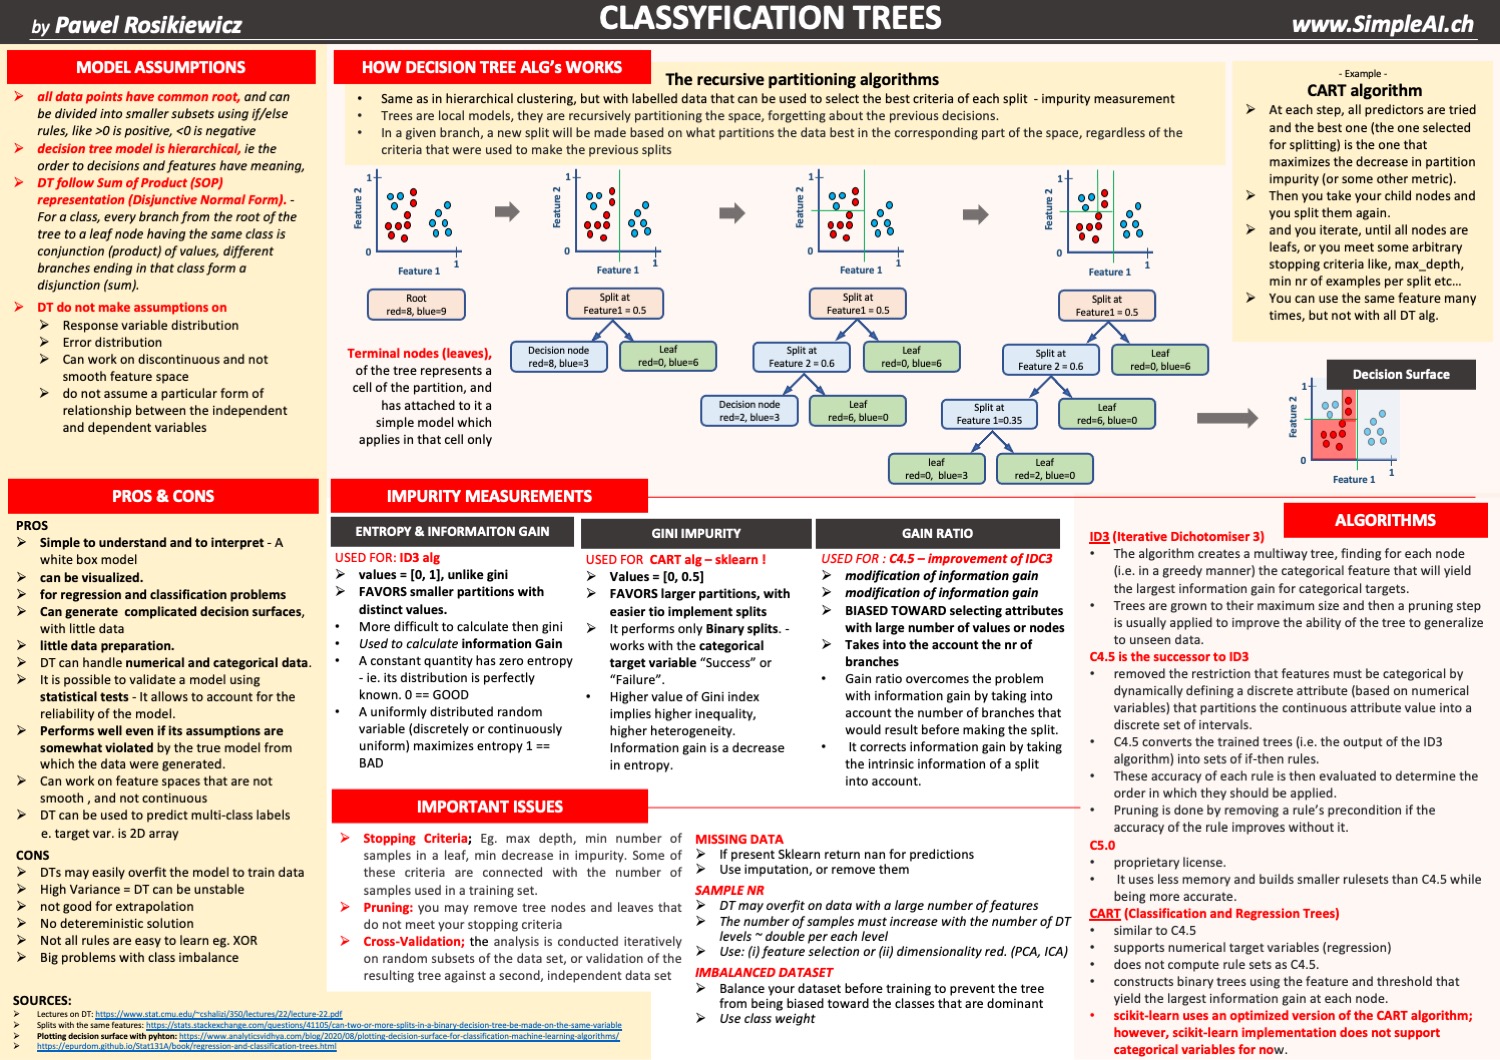 by Pawel Rosikiewicz
CLASSYFICATION TREES
www.SimpleAI.ch
MODEL ASSUMPTIONS
➢ all data points have common root, and can
be divided into smaller subsets using if/else
rules, like >0 is positive, <0 is negative
➢ decision tree model is hierarchical, ie the
order to decisions and features have meaning,
➢ DT follow Sum of Product (SOP)
representation (Disjunctive Normal Form). -
For a class, every branch from the root of the
tree to a leaf node having the same class is
conjunction (product) of values, different
branches ending in that class form a
disjunction (sum).
➢ DT do not make assumptions on
➢ Response variable distribution
➢ Error distribution
➢ Can work on discontinuous and not
smooth feature space
➢ do not assume a particular form of
relationship between the independent
and dependent variables
HOW DECISION TREE ALG's WORKS
The recursive partitioning algorithms
• Same as in hierarchical clustering, but with labelled data that can be used to select the best criteria of each split - impurity measurement
• Trees are local models, they are recursively partitioning the space, forgetting about the previous decisions.
• In a given branch, a new split will be made based on what partitions the data best in the corresponding part of the space, regardless of the
criteria that were used to make the previous splits
- Example -
CART algorithm
➢ At each step, all predictors are tried
and the best one (the one selected
for splitting) is the one that
maximizes the decrease in partition
impurity (or some other metric).
➢ Then you take your child nodes and
you split them again.
➢ and you iterate, until all nodes are
leafs, or you meet some arbitrary
stopping criteria like, max_depth,
min nr of examples per split etc...
➢ You can use the same feature many
times, but not with all DT alg.
1
Feature 2
0
1
Feature 1
1
Feature 2
0
1
Feature 1
1
Feature 2
0
1
Feature 1
1
Feature 2
0
1
Feature 1
Root
red=8, blue=9
Split at
Feature1 = 0.5
Decision node
red=8, blue=3
Leaf
red=0, blue=6
Split at
Feature1 = 0.5
Split at
Feature 2 = 0.6
Leaf
red=0, blue=6
Decision node
red=2, blue=3
Leaf
red=6, blue=0
Split at
Feature1 = 0.5
Split at
Feature 2 = 0.6
Leaf
red=0, blue=6
Split at
Feature 1=0.35
Leaf
red=6, blue=0
leaf
red=0, blue=3
Leaf
red=2, blue=0
Terminal nodes (leaves),
of the tree represents a
cell of the partition, and
has attached to it a
simple model which
applies in that cell only
Decision Surface
1
Feature 2
0
1
Feature 1
PROS & CONS
PROS
➢ Simple to understand and to interpret - A
white box model
➢ can be visualized.
➢ for regression and classification problems
➢ Can generate complicated decision surfaces,
with little data
➢ little data preparation.
➢ DT can handle numerical and categorical data.
➢ It is possible to validate a model using
statistical tests - It allows to account for the
reliability of the model.
➢ Performs well even if its assumptions are
somewhat violated by the true model from
which the data were generated.
➢ Can work on feature spaces that are not
smooth , and not continuous
➢ DT can be used to predict multi-class labels
e. target var. is 2D array
CONS
➢ DTs may easily overfit the model to train data
➢ High Variance = DT can be unstable
➢ not good for extrapolation
➢ No detereministic solution
➢ Not all rules are easy to learn eg. XOR
➢ Big problems with class imbalance
SOURCES:
➢ Lectures on DT: https://www.stat.cmu.edu/~cshalizi/350/lectures/22/lecture-22.pdf
➢ Splits with the same features: https://stats.stackexchange.com/questions/41105/can-two-or-more-splits-in-a-binary-decision-tree-be-made-on-the-same-variable
➢ Plotting decision surface with pyhton: https://www.analyticsvidhya.com/blog/2020/08/plotting-decision-surface-for-classification-machine-learning-algorithms/
➢ https://epurdom.github.io/Stat131A/book/regression-and-classification-trees.html
IMPURITY MEASUREMENTS
ENTROPY & INFORMAITON GAIN
USED FOR: ID3 alg
➢ values = [0, 1], unlike gini
➢ FAVORS smaller partitions with
distinct values.
• More difficult to calculate then gini
• Used to calculate information Gain
• A constant quantity has zero entropy
- ie. its distribution is perfectly
known. 0 == GOOD
• A uniformly distributed random
variable (discretely or continuously
uniform) maximizes entropy 1 ==
BAD
GINI IMPURITY
USED FOR CART alg – sklearn !
➢ Values = [0, 0.5]
➢ FAVORS larger partitions, with
easier tio implement splits
➢ It performs only Binary splits. -
works with the categorical
target variable “Success” or
“Failure”.
• Higher value of Gini index
implies higher inequality,
higher heterogeneity.
Information gain is a decrease
in entropy.
GAIN RATIO
USED FOR : C4.5 – improvement of IDC3
➢ modification of information gain
➢ modification of information gain
➢ BIASED TOWARD selecting attributes
with large number of values or nodes
➢ Takes into the account the nr of
branches
• Gain ratio overcomes the problem
with information gain by taking into
account the number of branches that
would result before making the split.
• It corrects information gain by taking
the intrinsic information of a split
into account.
IMPORTANT ISSUES
➢ Stopping Criteria; Eg. max depth, min number of
samples in a leaf, min decrease in impurity. Some of
these criteria are connected with the number of
samples used in a training set.
➢ Pruning: you may remove tree nodes and leaves that
do not meet your stopping criteria
➢ Cross-Validation; the analysis is conducted iteratively
on random subsets of the data set, or validation of the
resulting tree against a second, independent data set
MISSING DATA
➢ If present Sklearn return nan for predictions
➢ Use imputation, or remove them
SAMPLE NR
➢ DT may overfit on data with a large number of features
➢ The number of samples must increase with the number of DT
levels ~ double per each level
➢ Use: (i) feature selection or (ii) dimensionality red. (PCA, ICA)
IMBALANCED DATASET
➢ Balance your dataset before training to prevent the tree
from being biased toward the classes that are dominant
➢ Use class weight
ALGORITHMS
ID3 (Iterative Dichotomiser 3)
• The algorithm creates a multiway tree, finding for each node
(i.e. in a greedy manner) the categorical feature that will yield
the largest information gain for categorical targets.
• Trees are grown to their maximum size and then a pruning step
is usually applied to improve the ability of the tree to generalize
to unseen data.
C4.5 is the successor to ID3
• removed the restriction that features must be categorical by
dynamically defining a discrete attribute (based on numerical
variables) that partitions the continuous attribute value into a
discrete set of intervals.
• C4.5 converts the trained trees (i.e. the output of the ID3
algorithm) into sets of if-then rules.
• These accuracy of each rule is then evaluated to determine the
order in which they should be applied.
• Pruning is done by removing a rule's precondition if the
accuracy of the rule improves without it.
C5.0
• proprietary license.
• It uses less memory and builds smaller rulesets than C4.5 while
being more accurate.
CART (Classification and Regression Trees)
• similar to C4.5
• supports numerical target variables (regression)
• does not compute rule sets as C4.5.
• constructs binary trees using the feature and threshold that
yield the largest information gain at each node.
• scikit-learn uses an optimized version of the CART algorithm;
however, scikit-learn implementation does not support
categorical variables for now.